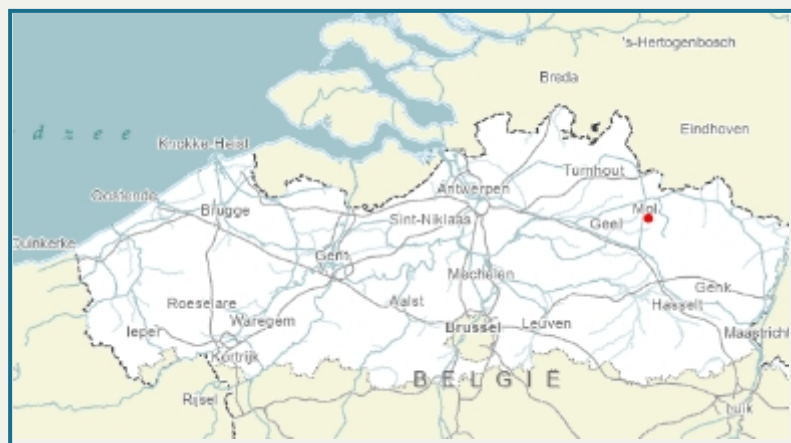 's-Hertogenbosch
Breda
d z e e
Eindhoven
Knokke-Heist
Turnhout
Oostende
Antwerpen
Brugge
Mol
Sint-Niklaas
Geel
Duinkerke
Gent
Mechelen
Genk
Roeselare
Aalst
Hasselt
Ieper
Waregem
Brussel
Leuven
Maastricht
Kortrijk
BELGIË
Rijsel
Luik